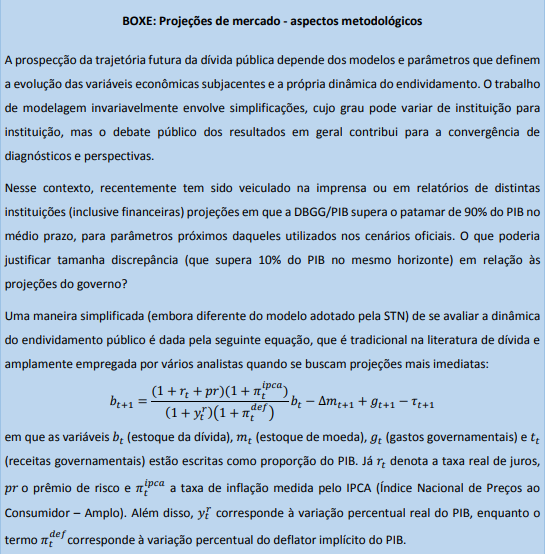 BOXE: Projeções de mercado - aspectos metodológicos
A prospecção da trajetória futura da dívida pública depende dos modelos e parâmetros que definem
a evolução das variáveis econômicas subjacentes e a própria dinâmica do endividamento. O trabalho
de modelagem invariavelmente envolve simplificações, cujo grau pode variar de instituição para
instituição, mas o debate público dos resultados em geral contribui para a convergência de
diagnósticos e perspectivas.
Nesse contexto, recentemente tem sido veiculado na imprensa ou em relatórios de distintas
instituições (inclusive financeiras) projeções em que a DBGG/PIB supera o patamar de 90% do PIB no
médio prazo, para parâmetros próximos daqueles utilizados nos cenários oficiais. O que poderia
justificar tamanha discrepância (que supera 10% do PIB no mesmo horizonte) em relação às
projeções do governo?
Uma maneira simplificada (embora diferente do modelo adotado pela STN) de se avaliar a dinâmica
do endividamento público é dada pela seguinte equação, que é tradicional na literatura de dívida e
amplamente empregada por vários analistas quando se buscam projeções mais imediatas:
b_{t+1} = \frac{(1 + r_t + pr)(1 + π_t^{ipca})}{(1 + y_t^r)(1 + π_t^{def})} b_t − Δm_{t+1} + g_{t+1} − τ_{t+1}
em que as variáveis b_t (estoque da dívida), m_t (estoque de moeda), g_t (gastos governamentais) e t_t
(receitas governamentais) estão escritas como proporção do PIB. Já r_t denota a taxa real de juros,
pr o prêmio de risco e π_t^{ipca} a taxa de inflação medida pelo IPCA (Índice Nacional de Preços ao
Consumidor – Amplo). Além disso, y_t^r corresponde à variação percentual real do PIB, enquanto o
termo π_t^{def} corresponde à variação percentual do deflator implícito do PIB.